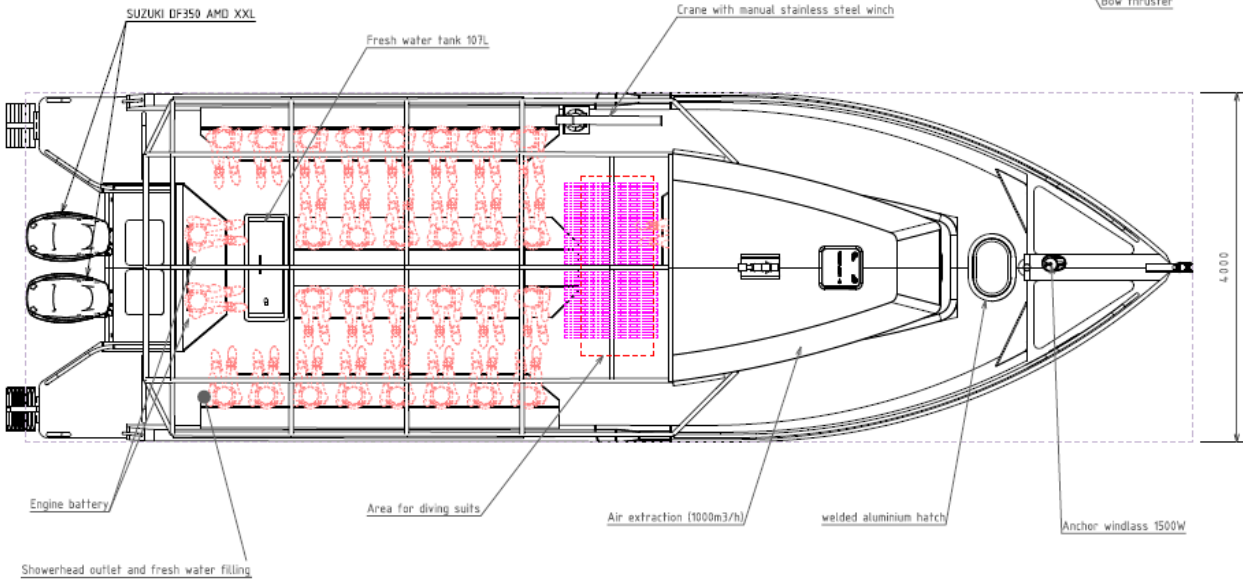 Bow thruster
Crane with manual stainless steel winch
SUZUKI DF350 AMD XXL
Fresh water tank 107L
4000
Engine battery
Area for diving suits
Air extraction (1000m3/h)
welded aluminium hatch
Anchor windlass 1500W
Showerhead outlet and fresh water filling